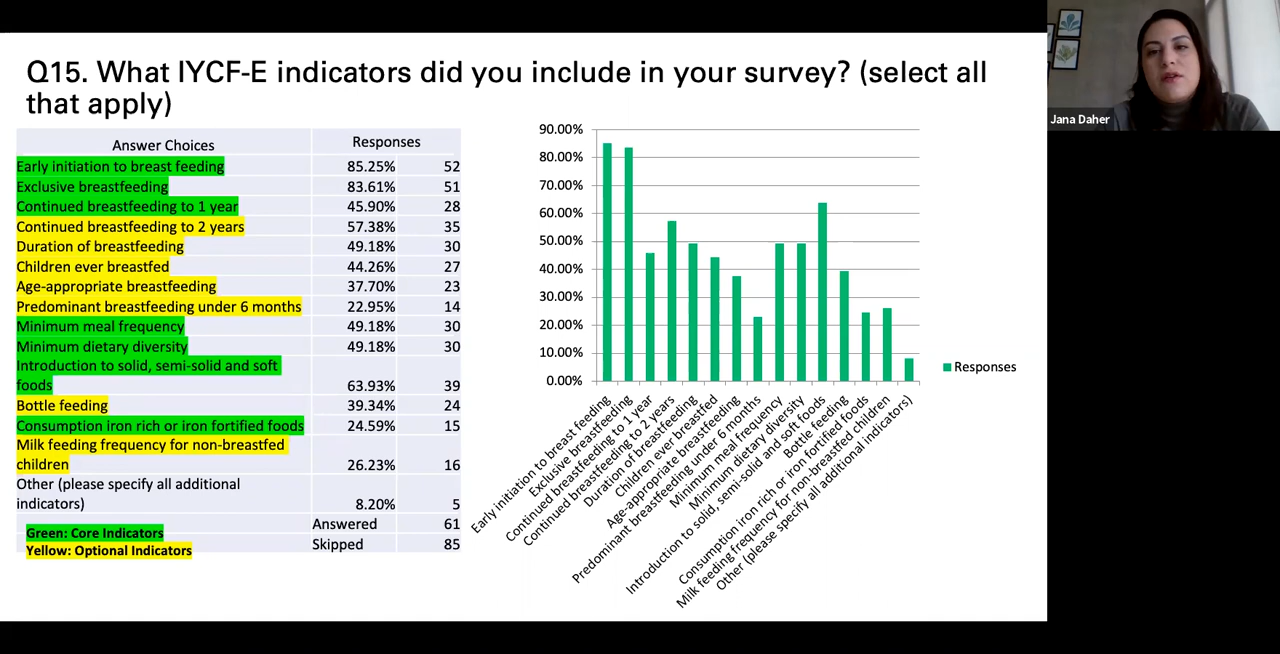 Q15. What IYCF-E indicators did you include in your survey? (select all
that apply)
Answer Choices Responses
Early initiation to breast feeding 85.25% 52
Exclusive breastfeeding 83.61% 51
Continued breastfeeding to 1 year 45.90% 28
Continued breastfeeding to 2 years 57.38% 35
Duration of breastfeeding 49.18% 30
Children ever breastfed 44.26% 27
Age-appropriate breastfeeding 37.70% 23
Predominant breastfeeding under 6 months 22.95% 14
Minimum meal frequency 49.18% 30
Minimum dietary diversity 49.18% 30
Introduction to solid, semi-solid and soft
foods 63.93% 39
Bottle feeding 39.34% 24
Consumption iron rich or iron fortified foods 24.59% 15
Milk feeding frequency for non-breastfed
children 26.23% 16
Other (please specify all additional
indicators) 8.20% 5
Answered 61
Skipped 85
Green: Core Indicators
Yellow: Optional Indicators
90.00%
80.00%
70.00%
60.00%
50.00%
40.00%
30.00%
20.00%
10.00%
0.00%
Early initiation to breast feeding
Exclusive breastfeeding
Continued breastfeeding to 1 year
Continued breastfeeding to 2 years
Duration of breastfeeding
Children ever breastfed
Age-appropriate breastfeeding
Predominant breastfeeding under 6 months
Minimum meal frequency
Minimum dietary diversity
Introduction to solid, semi-solid and soft foods
Bottle feeding
Consumption iron rich or iron fortified foods
Milk feeding frequency for non-breastfed children
Other (please specify all additional indicators)
Responses
Jana Daher